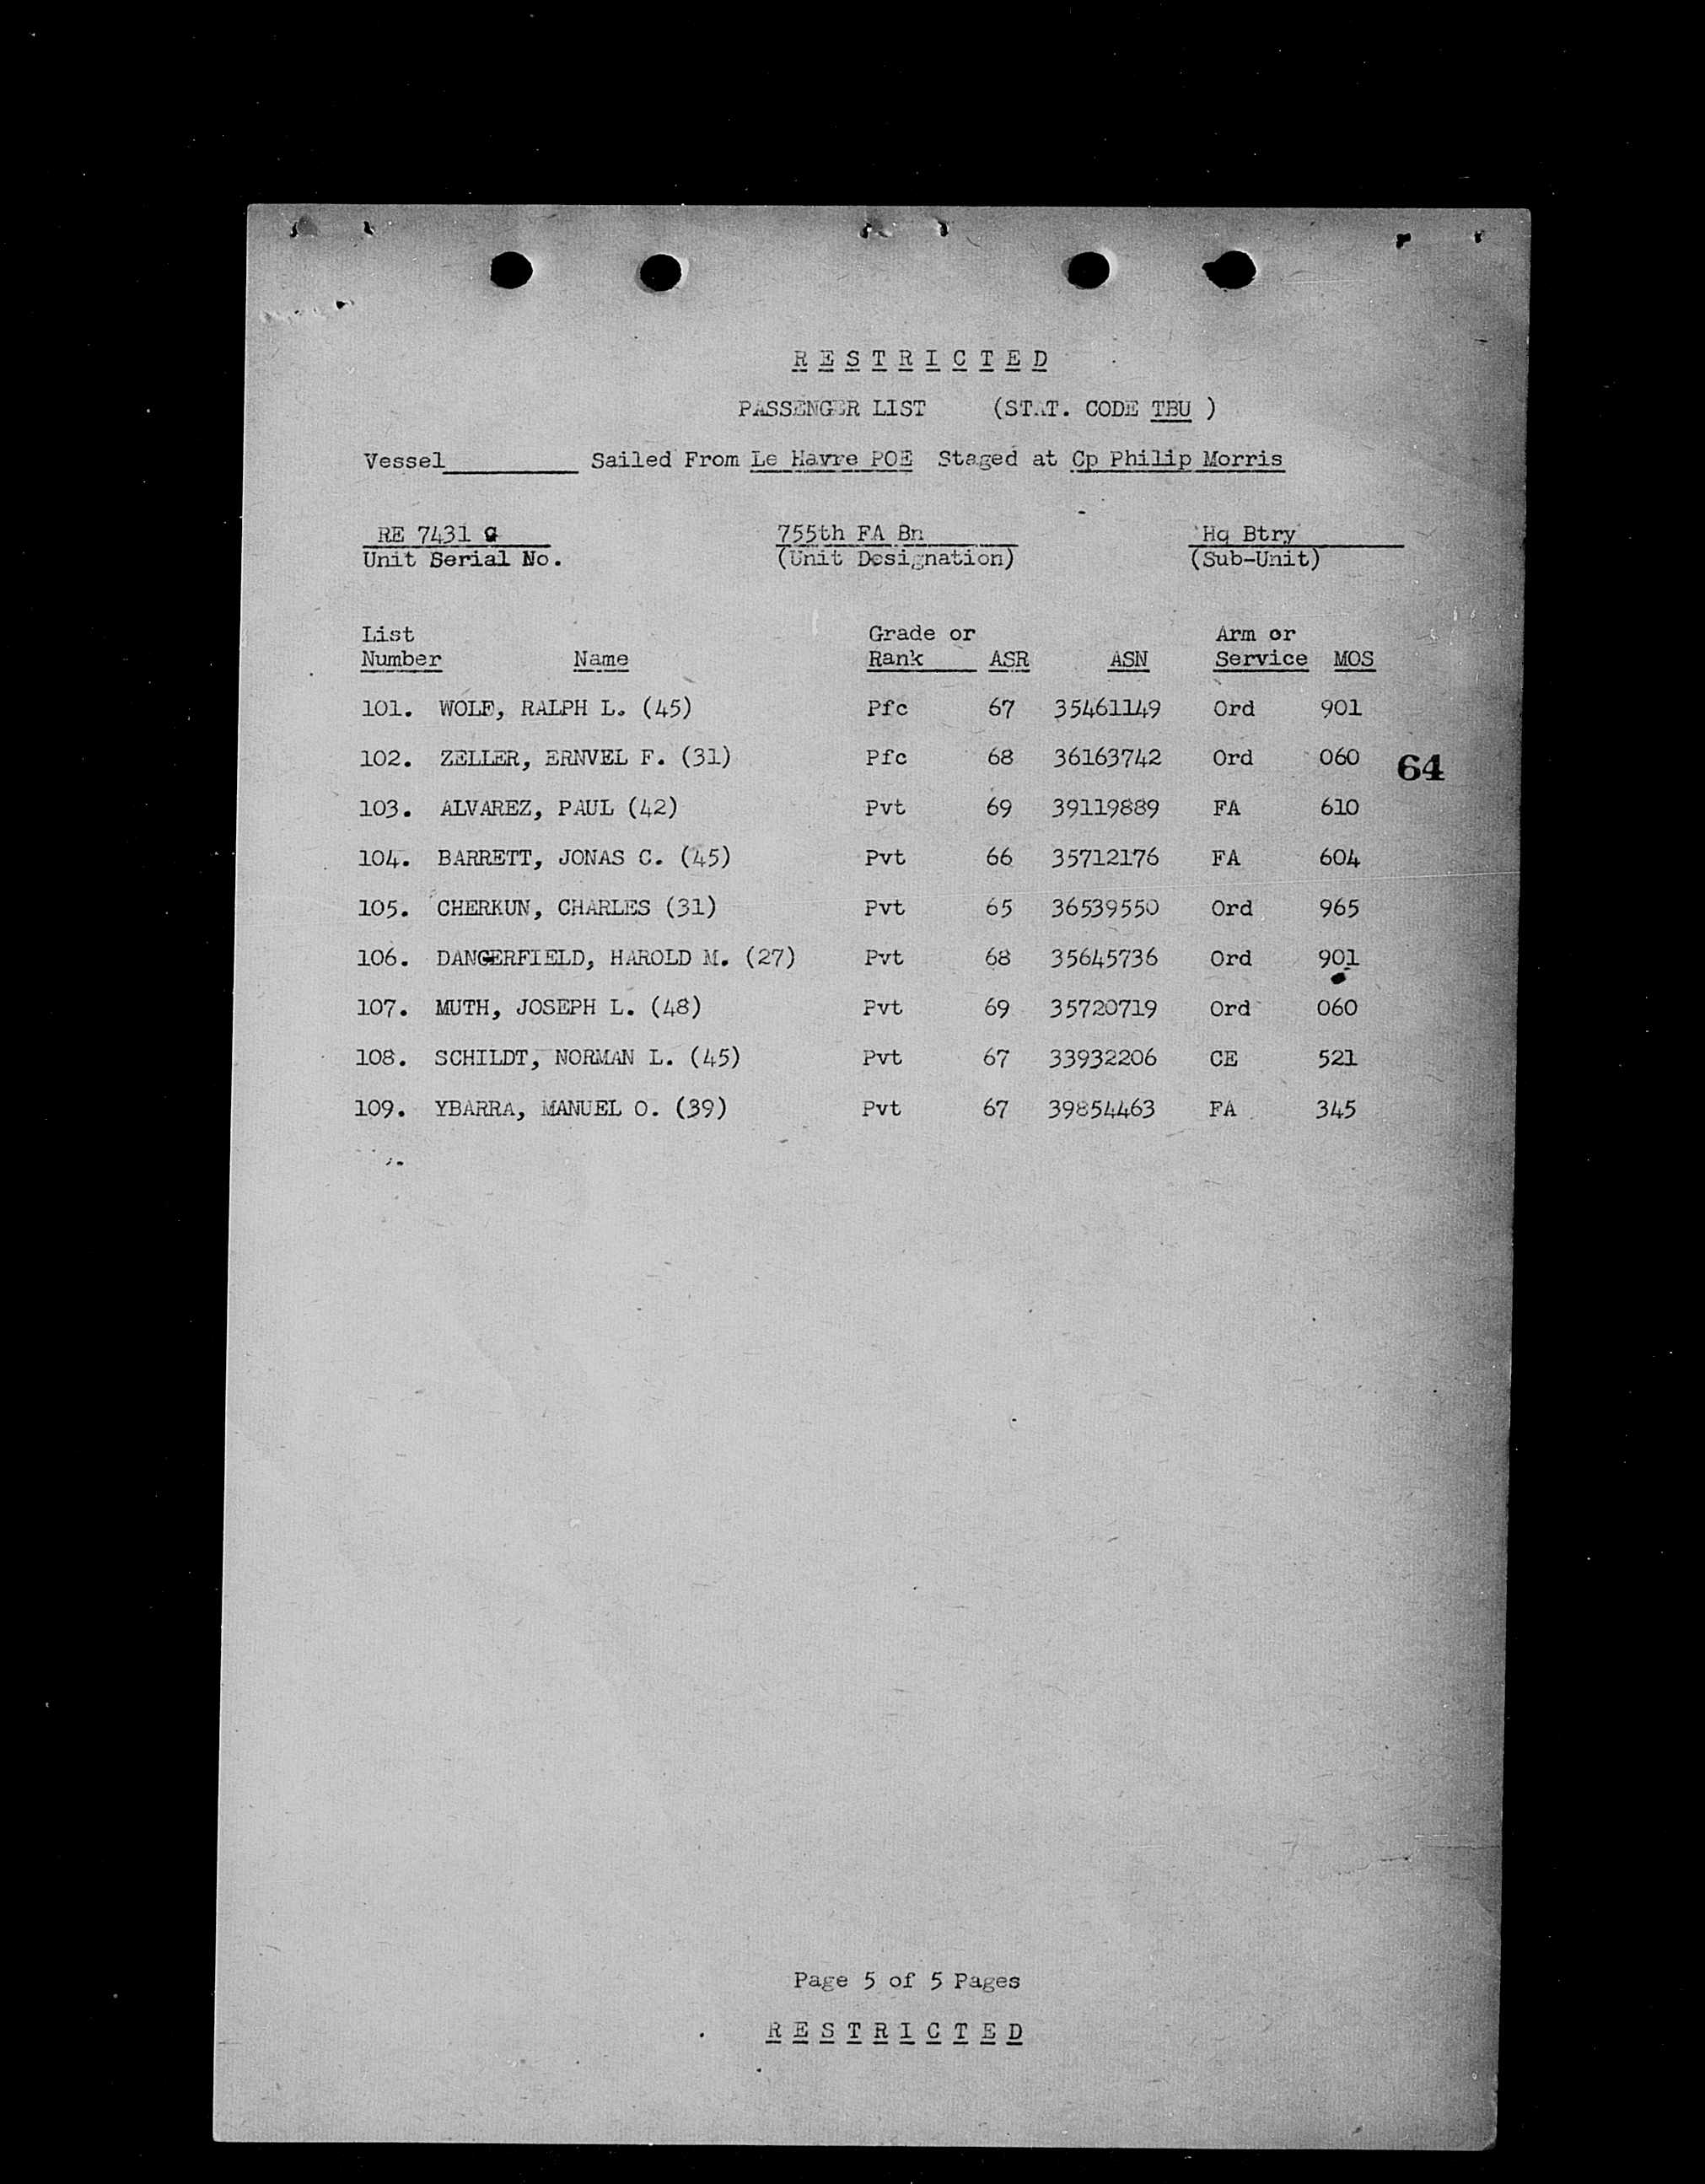 RESTRICTED
PASSENGER LIST (STAT. CODE TBU )
Vessel__________ Sailed From Le Havre POE Staged at Cp Philip Morris
RE 7431 755th FA Bn Hq Btry
Unit Serial No. (Unit Designation) (Sub-Unit)
List Grade or Arm or
Number Name Rank ASR ASN Service MOS
101. WOLF, RALPH L. (45) Pfc 67 35461149 Ord 901
102. ZELLER, ERNVEL F. (31) Pfc 68 36163742 Ord 060 64
103. ALVAREZ, PAUL (42) Pvt 69 39119889 FA 610
104. BARRETT, JONAS C. (45) Pvt 66 35712176 FA 604
105. CHERKUN, CHARLES (31) Pvt 65 36539550 Ord 965
106. DANGERFIELD, HAROLD M. (27) Pvt 68 35645736 Ord 901
107. MUTH, JOSEPH L. (48) Pvt 69 35720719 Ord 060
108. SCHILDT, NORMAN L. (45) Pvt 67 33932206 CE 521
109. YBARRA, MANUEL O. (39) Pvt 67 39854463 FA 345
Page 5 of 5 Pages
RESTRICTED